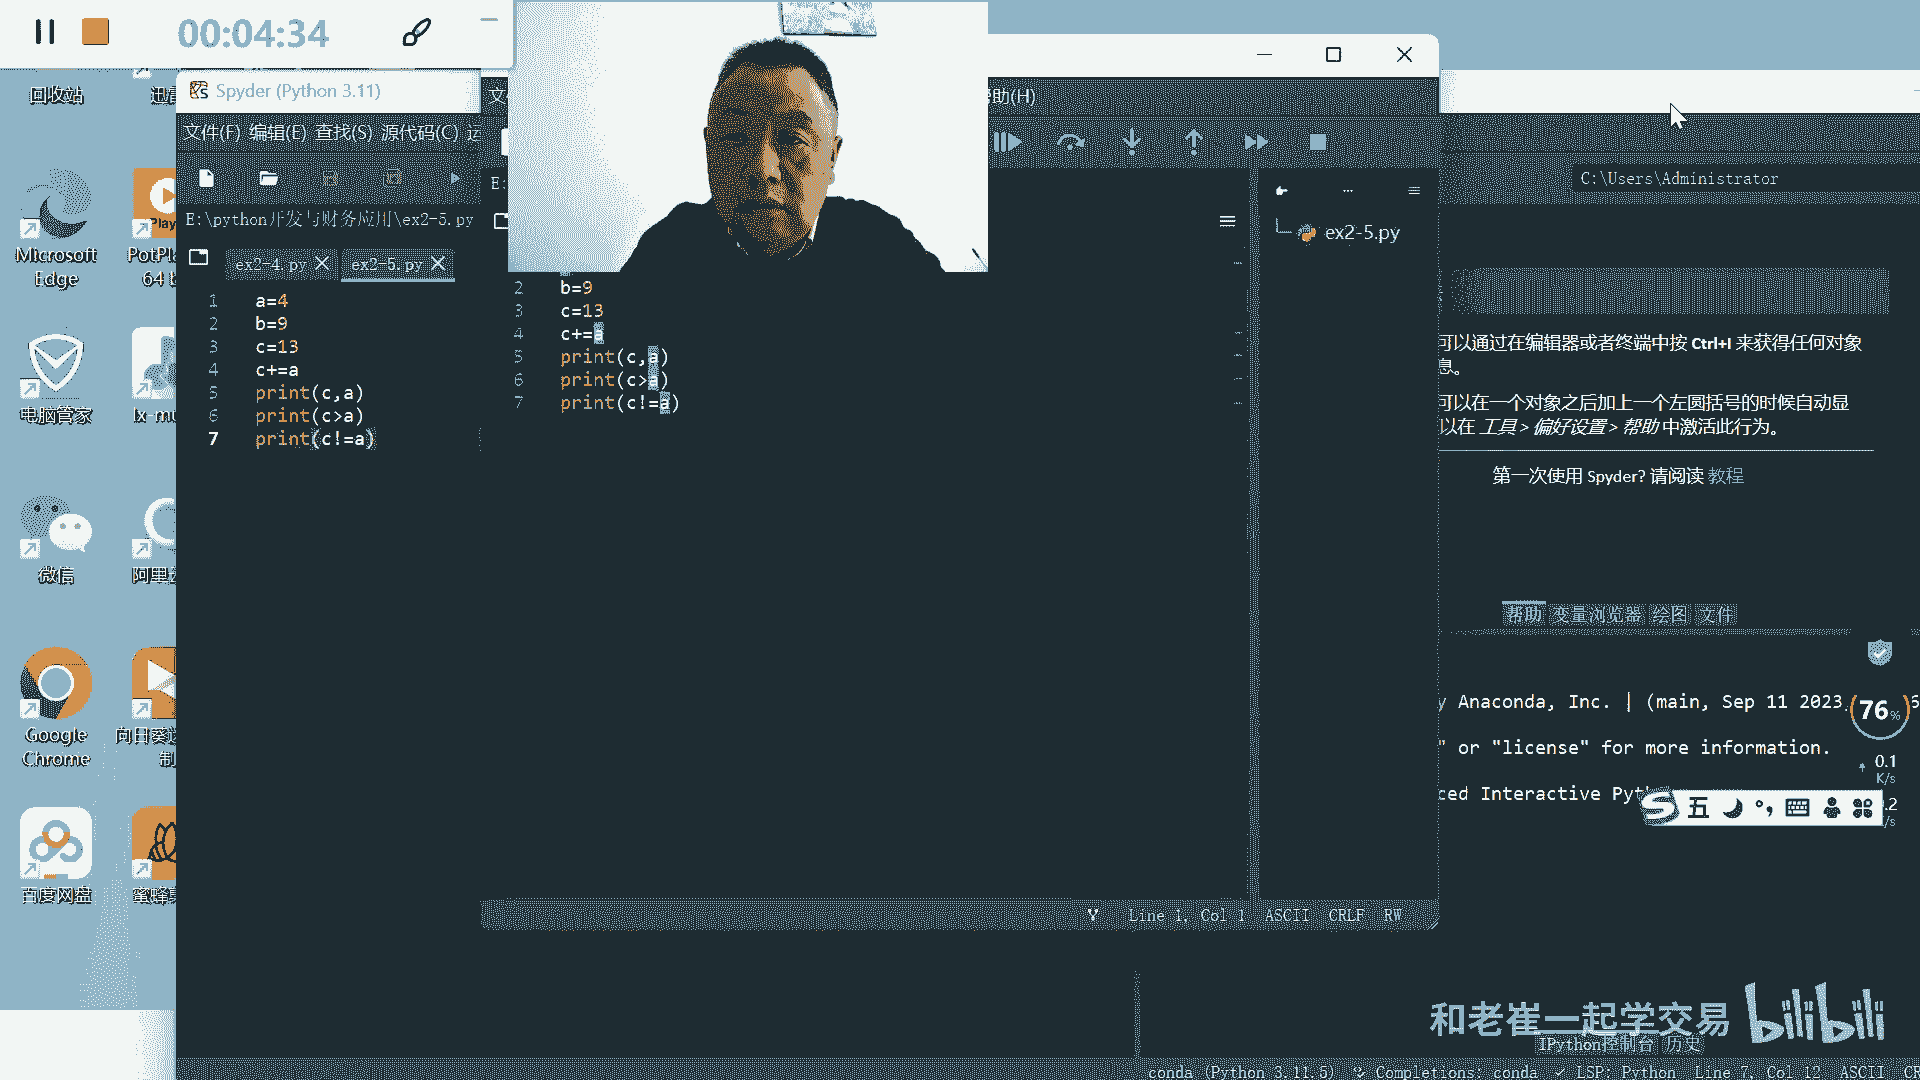 00:04:34
回收站
Microsoft Edge
PotPl
64 b
电脑管家
lx-mu
微信
阿里
Google Chrome
向日葵
制
百度网盘
蜜蜂
Spyder (Python 3.11)
文件(F) 编辑(E) 查找(S) 源代码(C) 运
E:\python开发与财务应用\ex2-5.py
ex2-4.py
ex2-5.py
1 a=4
2 b=9
3 c=13
4 c+=a
5 print(c,a)
6 print(c>a)
7 print(c!=a)
文
助(H)
E:
2 b=9
3 c=13
4 c+=a
5 print(c,a)
6 print(c>a)
7 print(c!=a)
ex2-5.py
Line 1, Col 1 ASCII CRLF RW
C:\Users\Administrator
可以通过在编辑器或者终端中按 Ctrl+I 来获得任何对象
息。
可以在一个对象之后加上一个左圆括号的时候自动显
以在 工具 > 偏好设置 > 帮助 中激活此行为。
第一次使用 Spyder? 请阅读 教程
帮助 变量浏览器 绘图 文件
y Anaconda, Inc. | (main, Sep 11 2023,
" or "license" for more information.
ced Interactive Pyt
76%
0.1
K/s
五
和老崔一起学交易 bilibili
IPython控制台 历史
conda (Python 3.11.5) Completions: conda LSP: Python Line 7, Col 12 ASCII CR